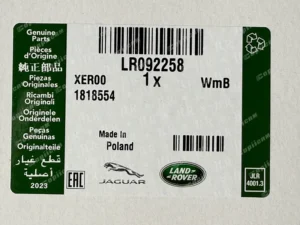 Genuine
Parts
Pièces
d'Origine
純正部品
Piezas
Originales
Ricambi
Originali
Originele
Onderdelen
Peças
Genuínas
Originalteile
قطع غيار
أصلية
2023
LR092258
XER00
1 X
WmB
1818554
Made In
Poland
EAC
JAGUAR
LAND
ROVER
JLR
4001.3